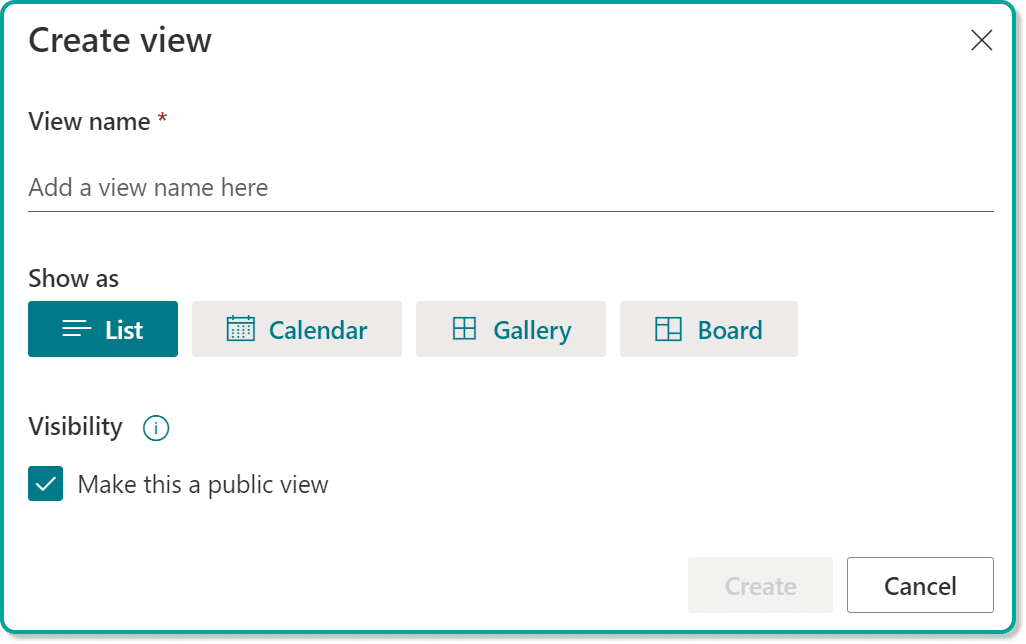 Create view
View name *
Add a view name here
Show as
List Calendar Gallery Board
Visibility
Make this a public view
Create Cancel